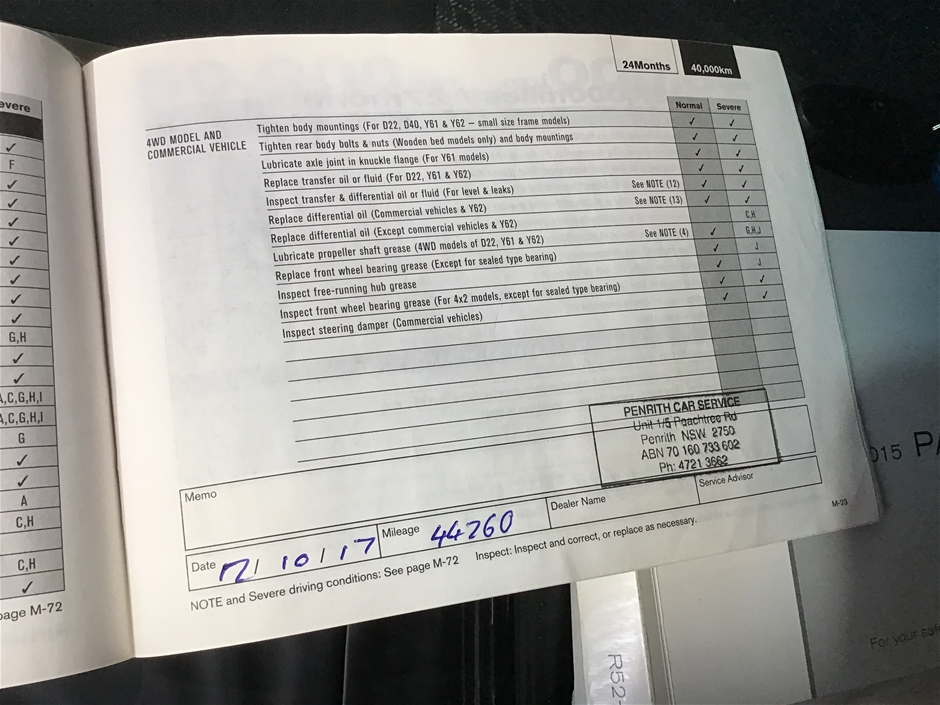 evere
F
G,H
A,C,G,H,I
A,C,G,H,I
G
A
C,H
C,H
page M-72
24Months
40,000km
Normal Severe
4WD MODEL AND
COMMERCIAL VEHICLE
Tighten body mountings (For D22, D40, Y61 & Y62 – small size frame models)
Tighten rear body bolts & nuts (Wooden bed models only) and body mountings
Lubricate axle joint in knuckle flange (For Y61 models)
Replace transfer oil or fluid (For D22, Y61 & Y62)
Inspect transfer & differential oil or fluid (For level & leaks) See NOTE (12)
Replace differential oil (Commercial vehicles & Y62) See NOTE (13)
Replace differential oil (Except commercial vehicles & Y62) C,H
Lubricate propeller shaft grease (4WD models of D22, Y61 & Y62) See NOTE (4) G,H,J
Replace front wheel bearing grease (Except for sealed type bearing) J
Inspect free-running hub grease J
Inspect front wheel bearing grease (For 4x2 models, except for sealed type bearing)
Inspect steering damper (Commercial vehicles)
PENRITH CAR SERVICE
Unit 1/5 Peachtree Rd
Penrith NSW 2750
ABN 70 160 733 602
Ph: 4721 3662
Memo
Date 12/10/17 Mileage 44260 Dealer Name Service Advisor
NOTE and Severe driving conditions: See page M-72 Inspect: Inspect and correct, or replace as necessary.
M-23
015 PA
For your safe
R52-